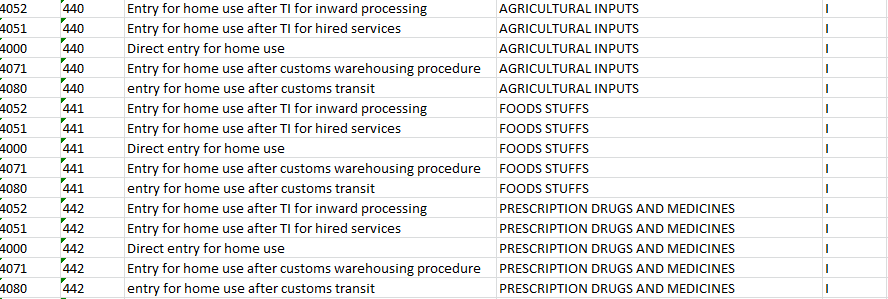 4052 440 Entry for home use after TI for inward processing AGRICULTURAL INPUTS I
4051 440 Entry for home use after TI for hired services AGRICULTURAL INPUTS I
4000 440 Direct entry for home use AGRICULTURAL INPUTS I
4071 440 Entry for home use after customs warehousing procedure AGRICULTURAL INPUTS I
4080 440 entry for home use after customs transit AGRICULTURAL INPUTS I
4052 441 Entry for home use after TI for inward processing FOODS STUFFS I
4051 441 Entry for home use after TI for hired services FOODS STUFFS I
4000 441 Direct entry for home use FOODS STUFFS I
4071 441 Entry for home use after customs warehousing procedure FOODS STUFFS I
4080 441 entry for home use after customs transit FOODS STUFFS I
4052 442 Entry for home use after TI for inward processing PRESCRIPTION DRUGS AND MEDICINES I
4051 442 Entry for home use after TI for hired services PRESCRIPTION DRUGS AND MEDICINES I
4000 442 Direct entry for home use PRESCRIPTION DRUGS AND MEDICINES I
4071 442 Entry for home use after customs warehousing procedure PRESCRIPTION DRUGS AND MEDICINES I
4080 442 entry for home use after customs transit PRESCRIPTION DRUGS AND MEDICINES I